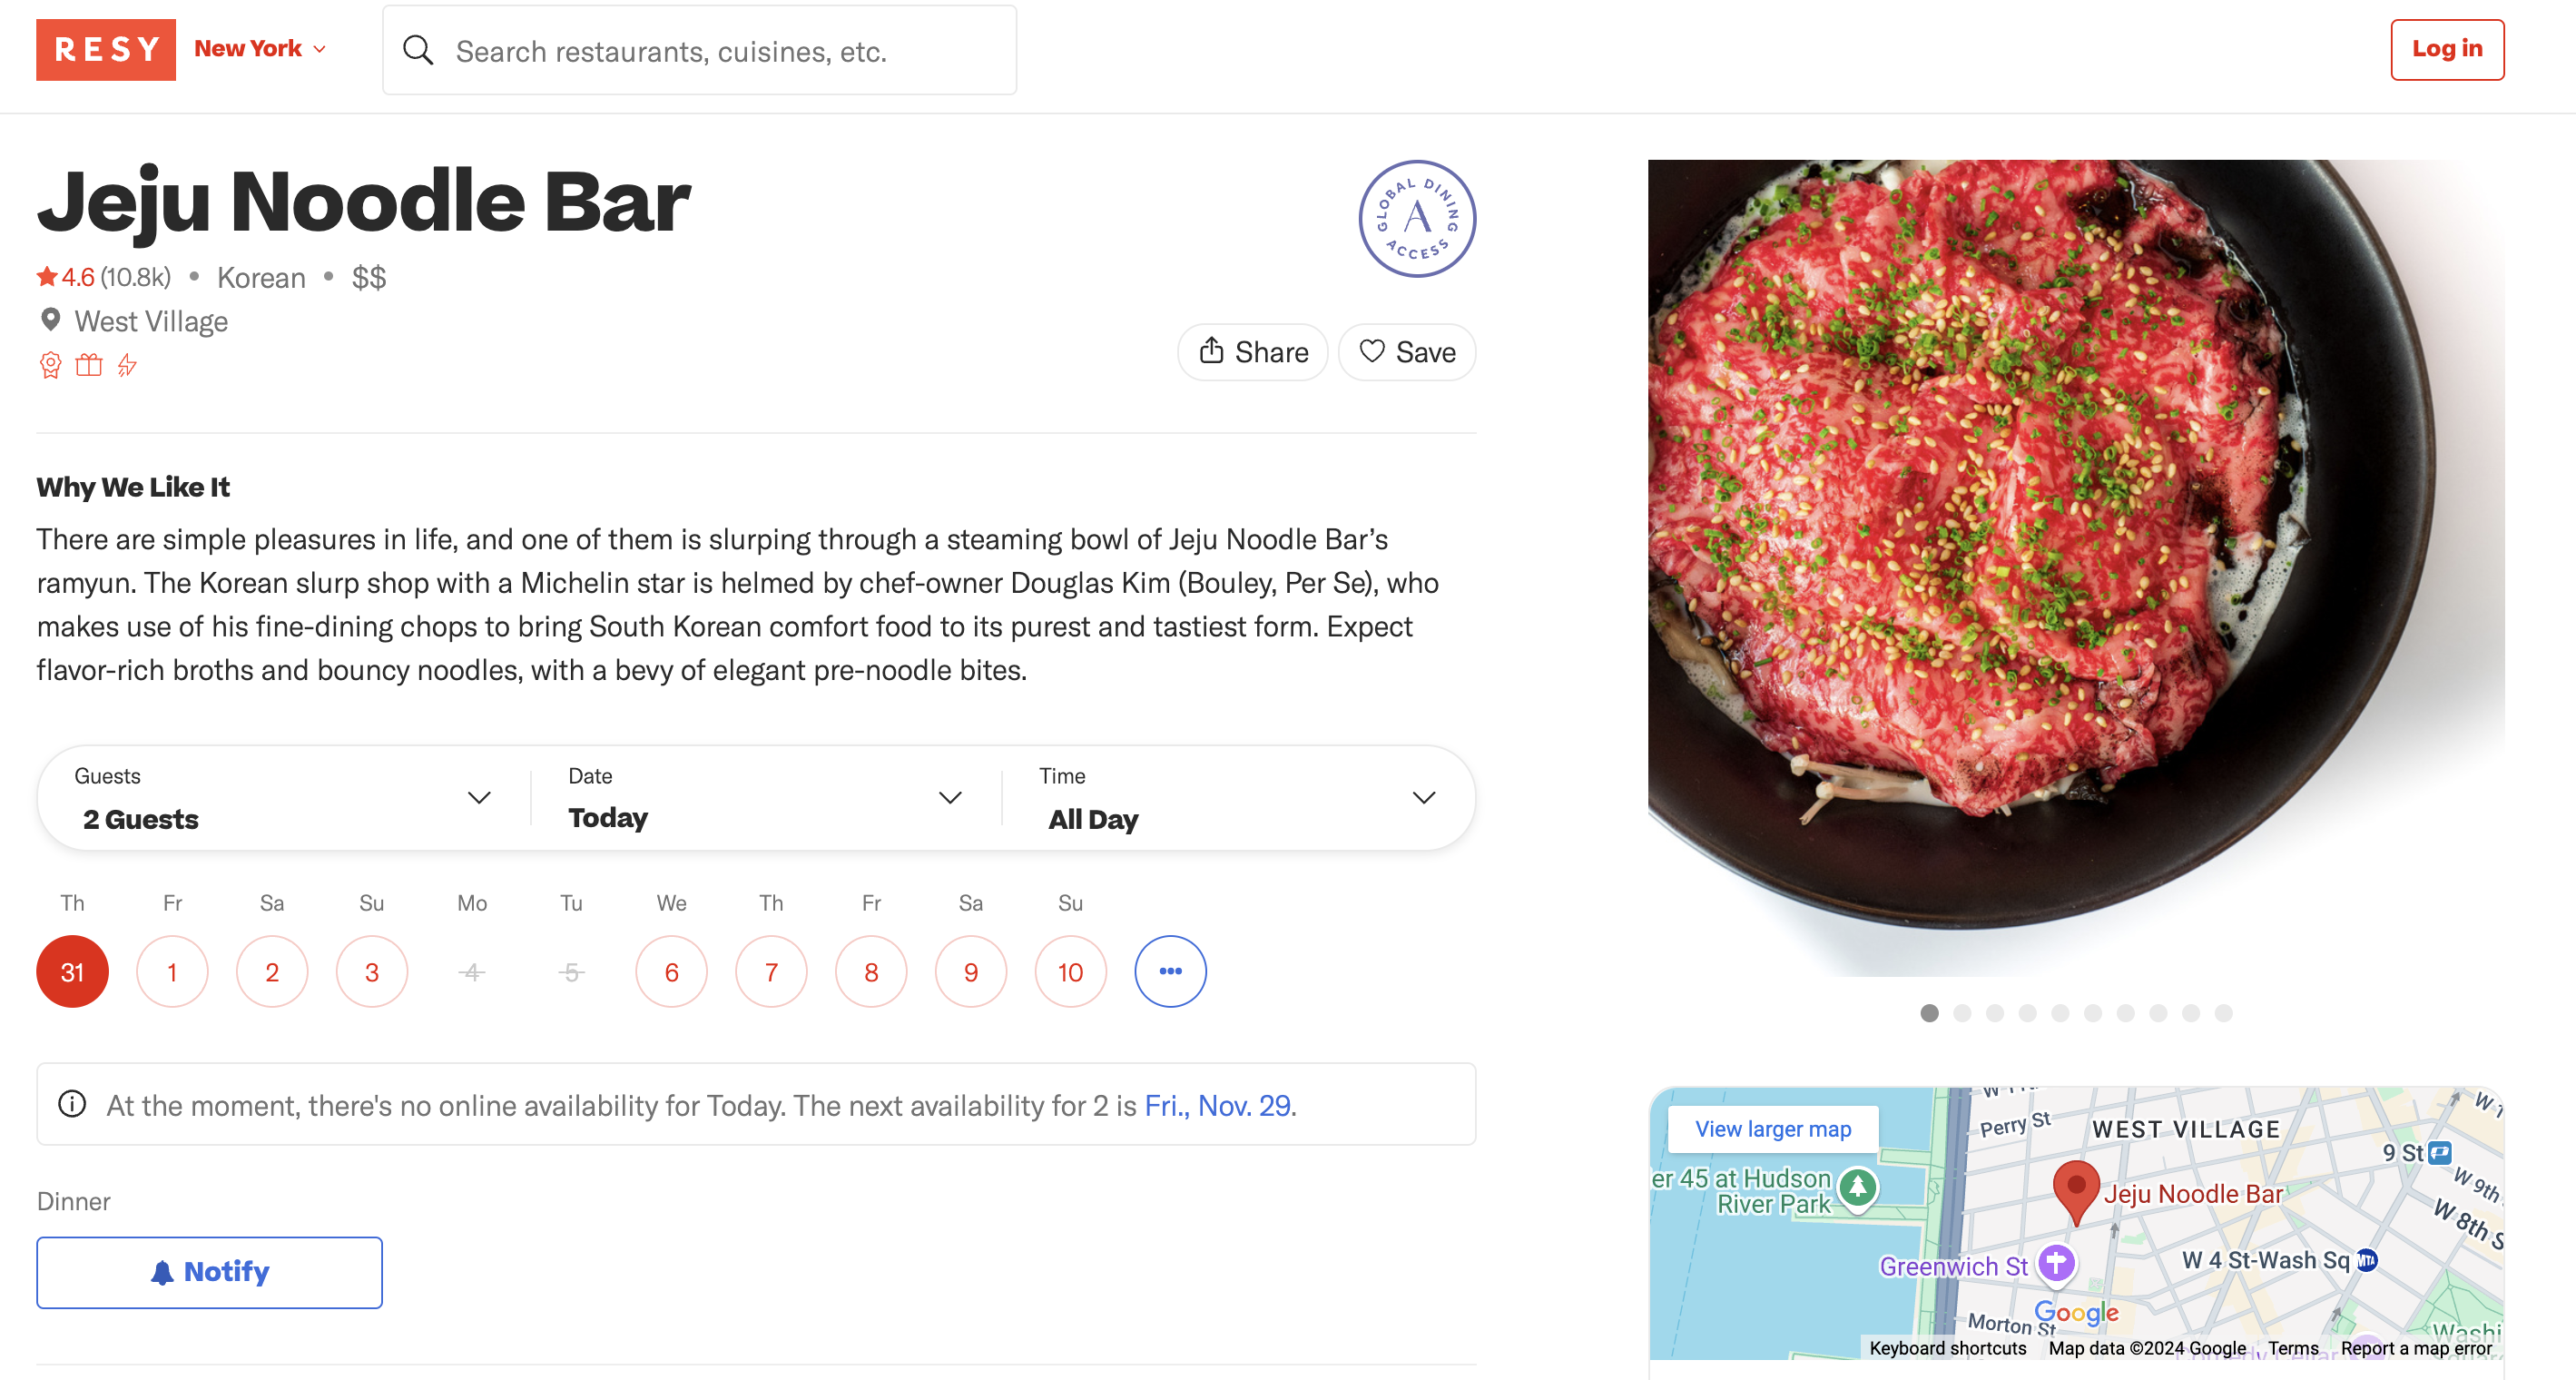 RESY
New York
Search restaurants, cuisines, etc.
Log in
Jeju Noodle Bar
GLOBAL DINING
A
ACCESS
4.6 (10.8k) • Korean • $$
West Village
Share
Save
Why We Like It
There are simple pleasures in life, and one of them is slurping through a steaming bowl of Jeju Noodle Bar’s
ramyun. The Korean slurp shop with a Michelin star is helmed by chef-owner Douglas Kim (Bouley, Per Se), who
makes use of his fine-dining chops to bring South Korean comfort food to its purest and tastiest form. Expect
flavor-rich broths and bouncy noodles, with a bevy of elegant pre-noodle bites.
Guests
2 Guests
Date
Today
Time
All Day
Th Fr Sa Su Mo Tu We Th Fr Sa Su
31 1 2 3 4 5 6 7 8 9 10 •••
At the moment, there's no online availability for Today. The next availability for 2 is Fri., Nov. 29.
Dinner
Notify
View larger map
Perry St
WEST VILLAGE
9 St
er 45 at Hudson
River Park
Jeju Noodle Bar
W 9th
W 8th S
Greenwich St
W 4 St-Wash Sq
MTA
Google
Morton St
Washi
Keyboard shortcuts
Map data ©2024 Google
Terms
Report a map error